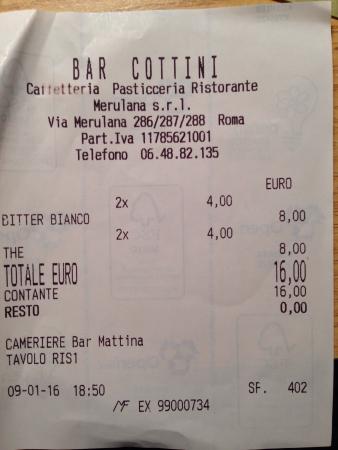 BAR COTTINI
Caffetteria Pasticceria Ristorante
Merulana s.r.l.
Via Merulana 286/287/288 Roma
Part.Iva 11785621001
Telefono 06.48.82.135
EURO
2x 4,00
BITTER BIANCO 8,00
2x 4,00
THE 8,00
TOTALE EURO 16,00
CONTANTE 16,00
RESTO 0,00
CAMERIERE Bar Mattina
TAVOLO RIS1
09-01-16 18:50 SF. 402
MF EX 99000734